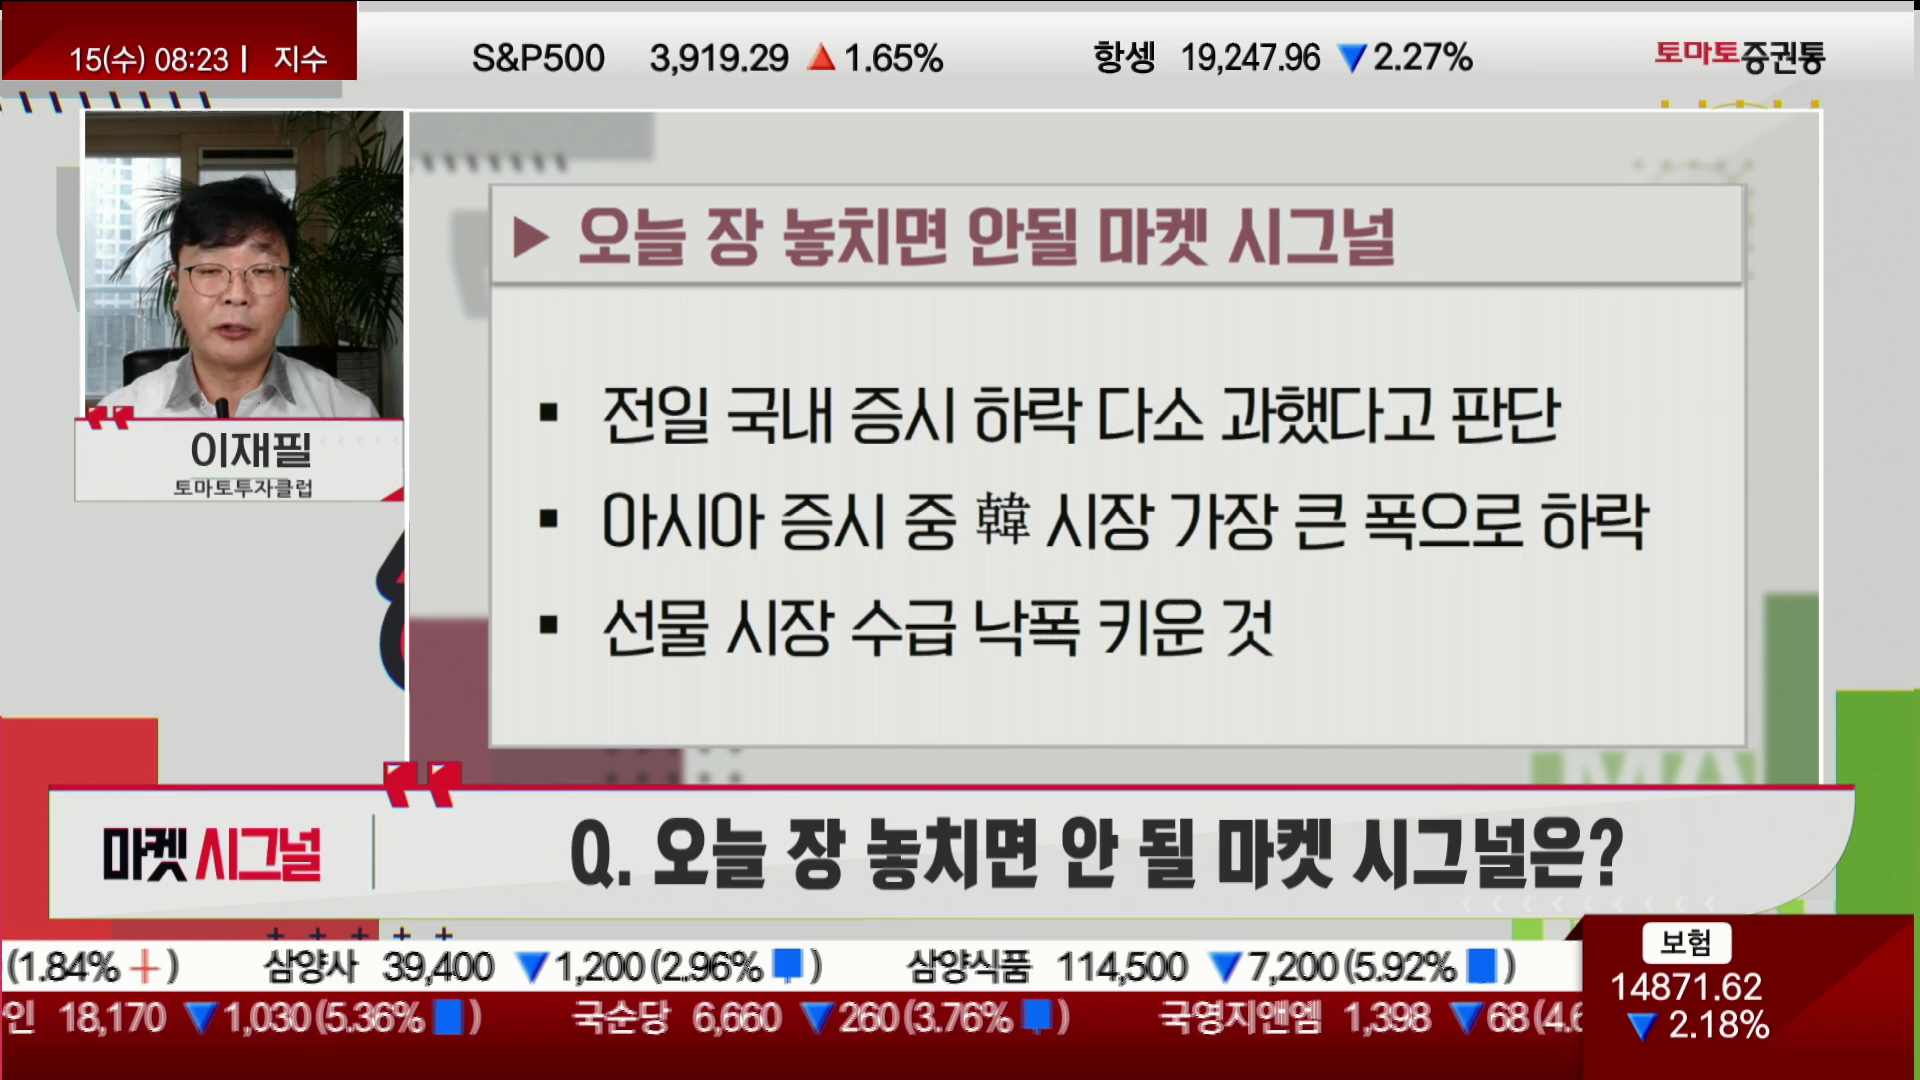 15(수) 08:23 | 지수
S&P500 3,919.29 ▲ 1.65% 항셍 19,247.96 ▼ 2.27%
토마토증권통
▶ 오늘 장 놓치면 안될 마켓 시그널
▪ 전일 국내 증시 하락 다소 과했다고 판단
▪ 아시아 증시 중 韓 시장 가장 큰 폭으로 하락
▪ 선물 시장 수급 낙폭 키운 것
이재필
토마토투자클럽
마켓 시그널
Q. 오늘 장 놓치면 안 될 마켓 시그널은?
(1.84% ) 삼양사 39,400 ▼ 1,200 (2.96% ) 삼양식품 114,500 ▼ 7,200 (5.92% )
인 18,170 ▼ 1,030 (5.36% ) 국순당 6,660 ▼ 260 (3.76% ) 국영지앤엠 1,398 ▼ 68 (4.6
보험
14871.62
▼ 2.18%